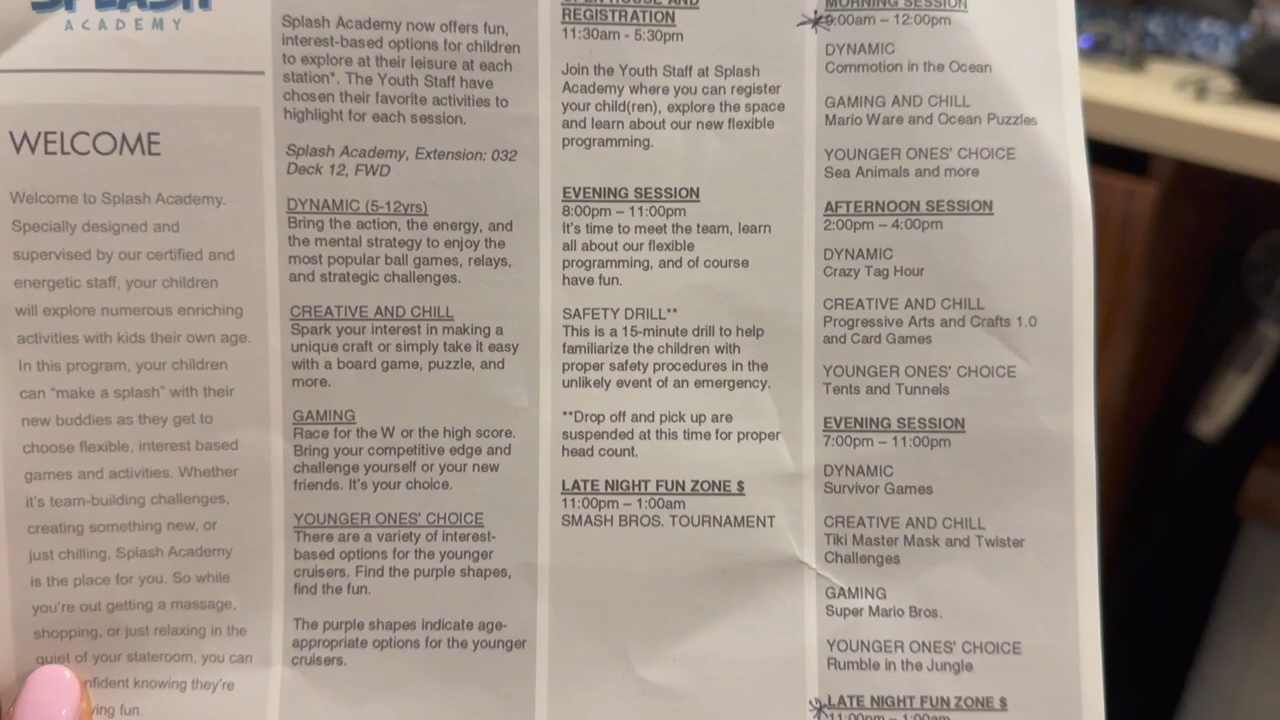 SPLASH
ACADEMY
WELCOME
Welcome to Splash Academy.
Specially designed and
supervised by our certified and
energetic staff, your children
will explore numerous enriching
activities with kids their own age.
In this program, your children
can "make a splash" with their
new buddies as they get to
choose flexible, interest based
games and activities. Whether
it's team-building challenges,
creating something new, or
just chilling, Splash Academy
is the place for you. So while
you're out getting a massage,
shopping, or just relaxing in the
quiet of your stateroom, you can
nfident knowing they're
ving fun.
Splash Academy now offers fun,
interest-based options for children
to explore at their leisure at each
station*. The Youth Staff have
chosen their favorite activities to
highlight for each session.
Splash Academy, Extension: 032
Deck 12, FWD
DYNAMIC (5-12yrs)
Bring the action, the energy, and
the mental strategy to enjoy the
most popular ball games, relays,
and strategic challenges.
CREATIVE AND CHILL
Spark your interest in making a
unique craft or simply take it easy
with a board game, puzzle, and
more.
GAMING
Race for the W or the high score.
Bring your competitive edge and
challenge yourself or your new
friends. It's your choice.
YOUNGER ONES' CHOICE
There are a variety of interest-
based options for the younger
cruisers. Find the purple shapes,
find the fun.
The purple shapes indicate age-
appropriate options for the younger
cruisers.
OPEN HOUSE AND
REGISTRATION
11:30am - 5:30pm
Join the Youth Staff at Splash
Academy where you can register
your child(ren), explore the space
and learn about our new flexible
programming.
EVENING SESSION
8:00pm – 11:00pm
It's time to meet the team, learn
all about our flexible
programming, and of course
have fun.
SAFETY DRILL**
This is a 15-minute drill to help
familiarize the children with
proper safety procedures in the
unlikely event of an emergency.
**Drop off and pick up are
suspended at this time for proper
head count.
LATE NIGHT FUN ZONE $
11:00pm – 1:00am
SMASH BROS. TOURNAMENT
MORNING SESSION
9:00am – 12:00pm
DYNAMIC
Commotion in the Ocean
GAMING AND CHILL
Mario Ware and Ocean Puzzles
YOUNGER ONES' CHOICE
Sea Animals and more
AFTERNOON SESSION
2:00pm – 4:00pm
DYNAMIC
Crazy Tag Hour
CREATIVE AND CHILL
Progressive Arts and Crafts 1.0
and Card Games
YOUNGER ONES' CHOICE
Tents and Tunnels
EVENING SESSION
7:00pm – 11:00pm
DYNAMIC
Survivor Games
CREATIVE AND CHILL
Tiki Master Mask and Twister
Challenges
GAMING
Super Mario Bros.
YOUNGER ONES' CHOICE
Rumble in the Jungle
LATE NIGHT FUN ZONE $
11:00pm – 1:00am